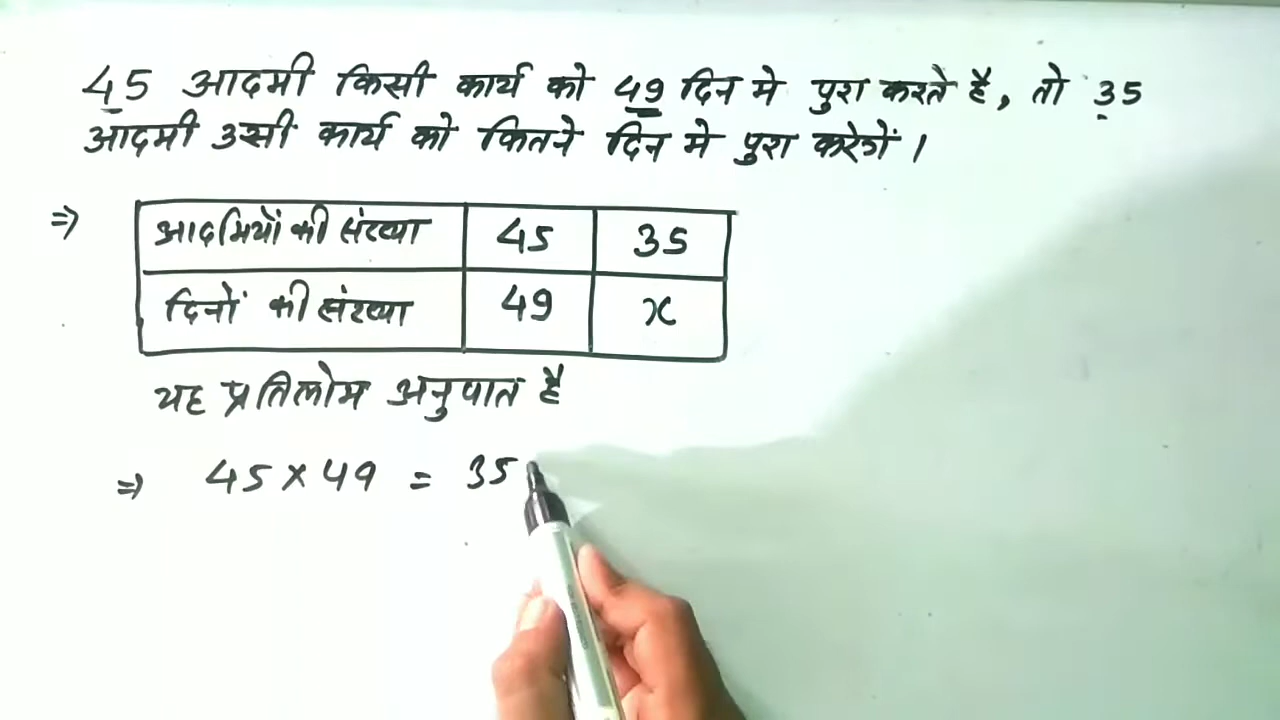 45 आदमी किसी कार्य को 49 दिन मे पुरा करते है, तो 35
आदमी उसी कार्य को कितने दिन मे पुरा करेगें ।
⇒ आदमियों की संख्या 45 35
दिनों की संख्या 49 x
यह प्रतिलोम अनुपात है
⇒ 45 × 49 = 35